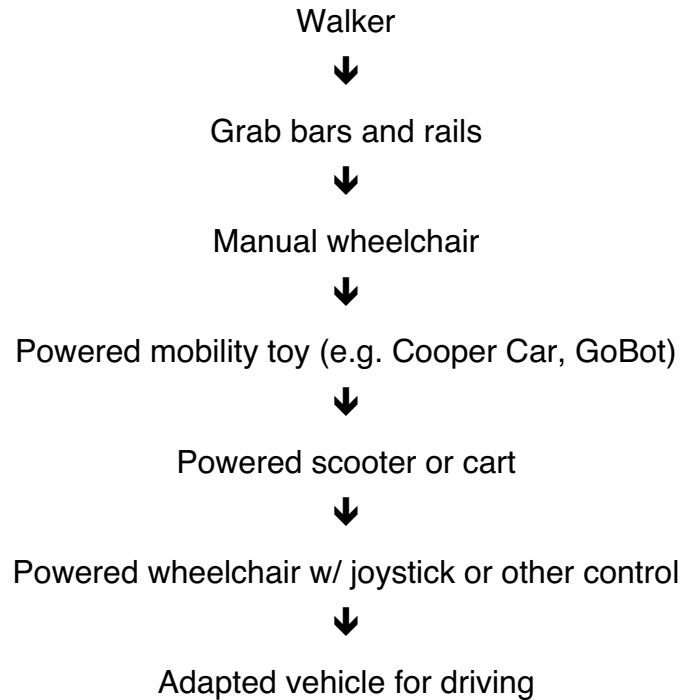 Walker
🡫
Grab bars and rails
🡫
Manual wheelchair
🡫
Powered mobility toy (e.g. Cooper Car, GoBot)
🡫
Powered scooter or cart
🡫
Powered wheelchair w/ joystick or other control
🡫
Adapted vehicle for driving